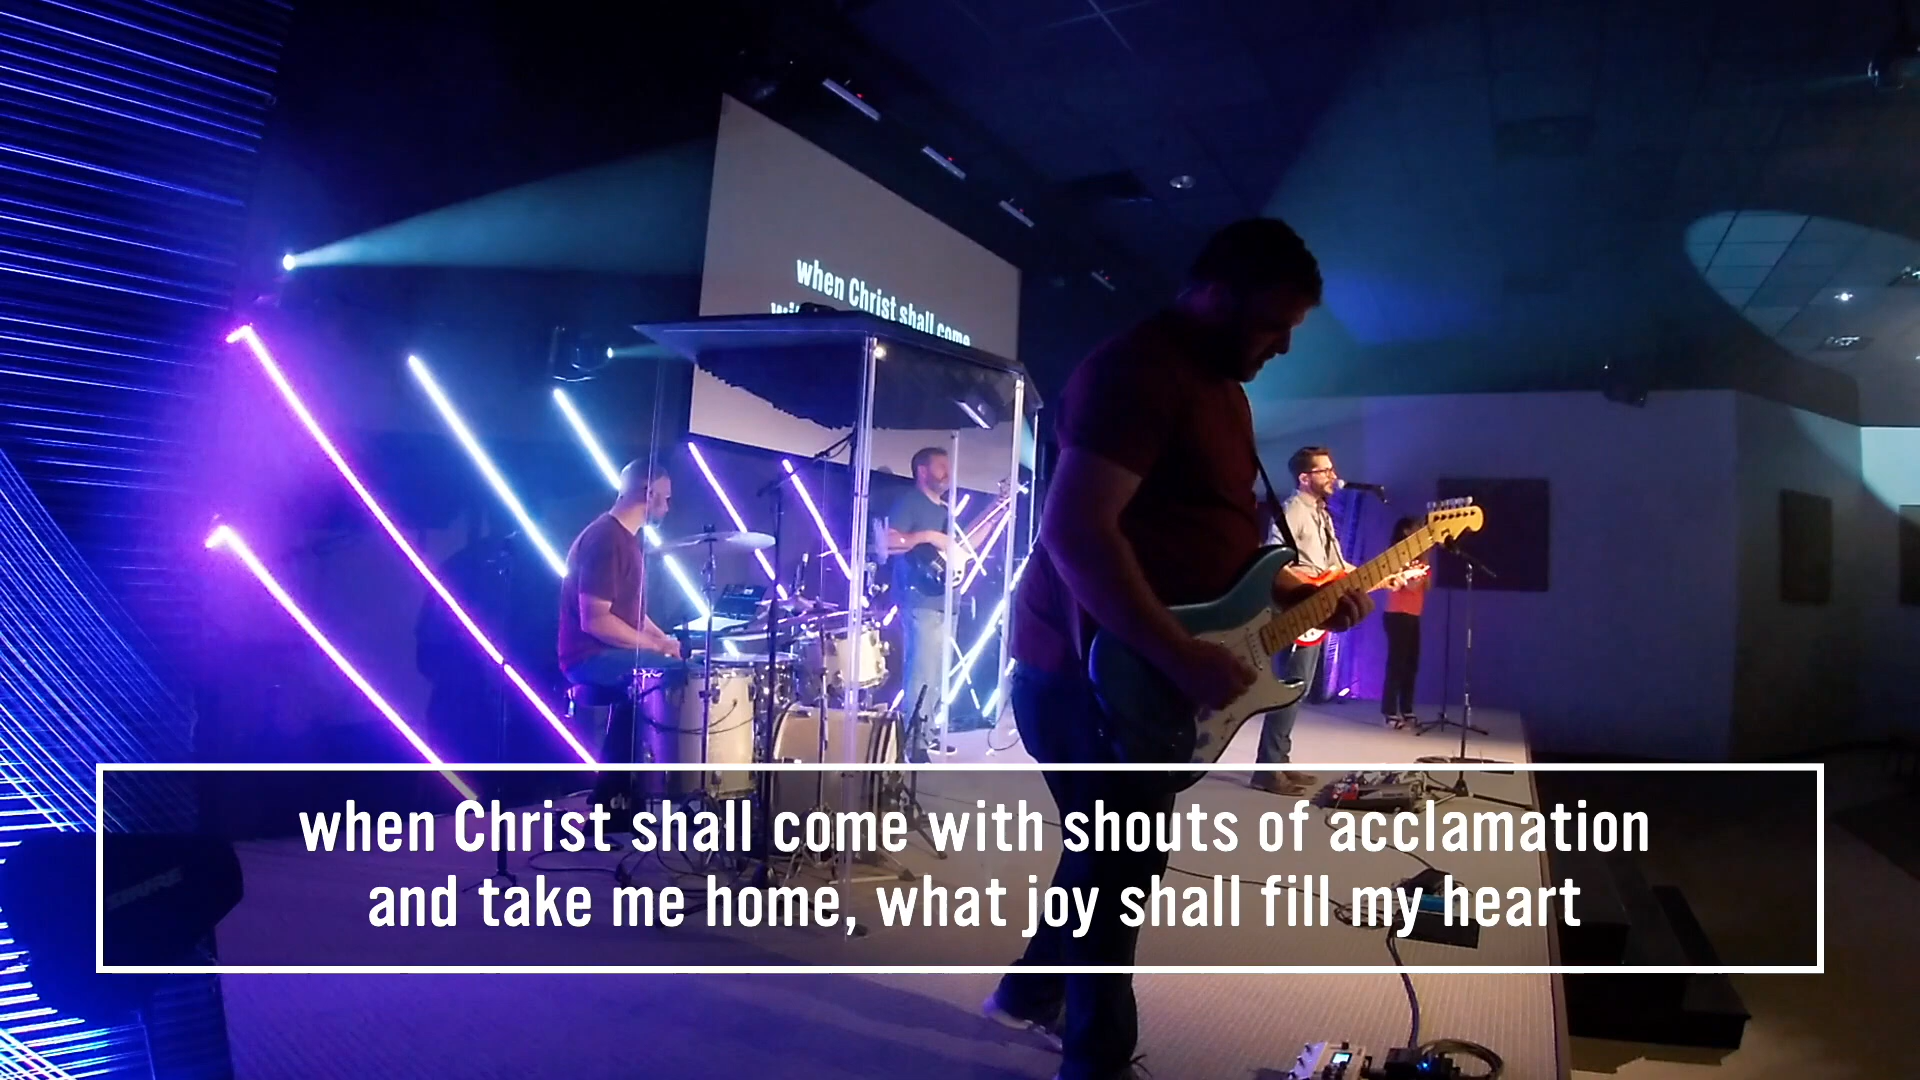 when Christ shall come
when Christ shall come with shouts of acclamation
and take me home, what joy shall fill my heart